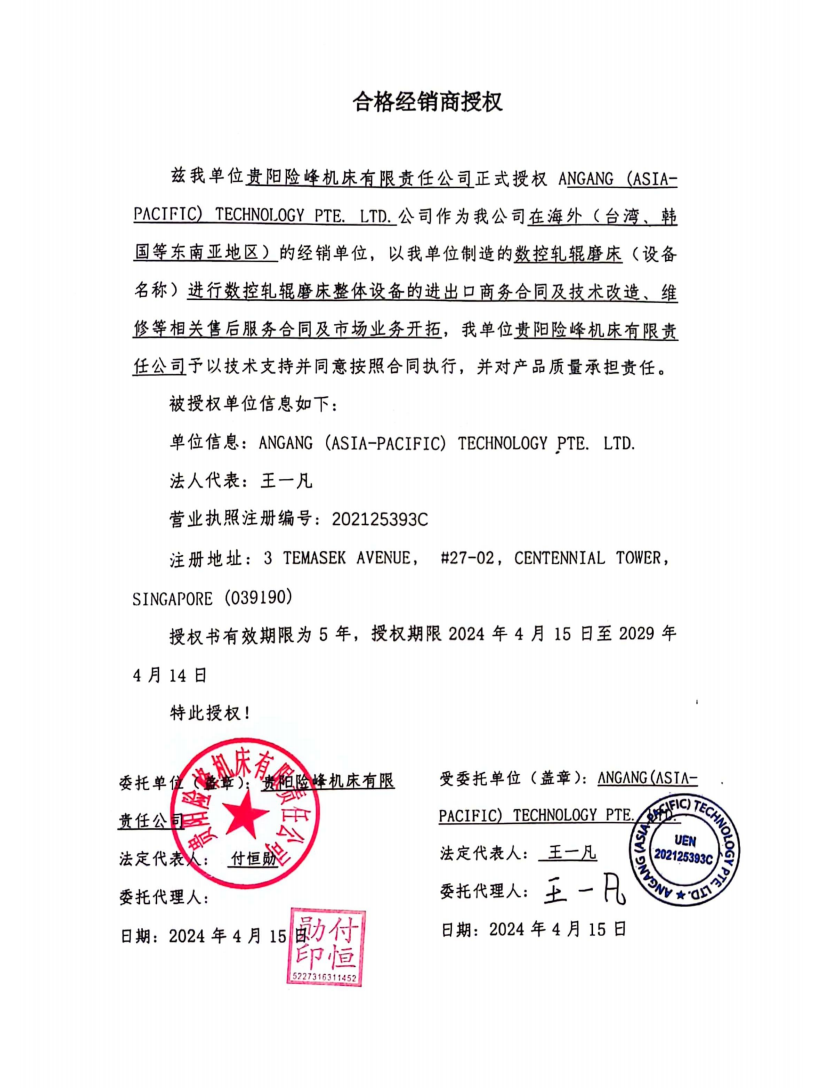 合格经销商授权
兹我单位贵阳险峰机床有限责任公司正式授权 ANGANG (ASIA-
PACIFIC) TECHNOLOGY PTE. LTD.公司作为我公司在海外（台湾、韩
国等东南亚地区）的经销单位，以我单位制造的数控轧辊磨床（设备
名称）进行数控轧辊磨床整体设备的进出口商务合同及技术改造、维
修等相关售后服务合同及市场业务开拓，我单位贵阳险峰机床有限责
任公司予以技术支持并同意按照合同执行，并对产品质量承担责任。
被授权单位信息如下：
单位信息：ANGANG (ASIA-PACIFIC) TECHNOLOGY PTE. LTD.
法人代表：王一凡
营业执照注册编号：202125393C
注册地址：3 TEMASEK AVENUE， #27-02，CENTENNIAL TOWER，
SINGAPORE (039190)
授权书有效期限为 5 年，授权期限 2024 年 4 月 15 日至 2029 年
4 月 14 日
特此授权！
委托单位（盖章）：贵阳险峰机床有限
责任公司
法定代表人： 付恒勋
委托代理人：
日期：2024 年 4 月 15 日
贵阳险峰机床有限责任公司
付恒
勋印
5227316311452
受委托单位（盖章）：ANGANG(ASIA-
PACIFIC) TECHNOLOGY PTE. LTD.
法定代表人： 王一凡
委托代理人：王一凡
日期：2024 年 4 月 15 日
ANGANG (ASIA-PACIFIC) TECHNOLOGY PTE. LTD.
UEN
202125393C